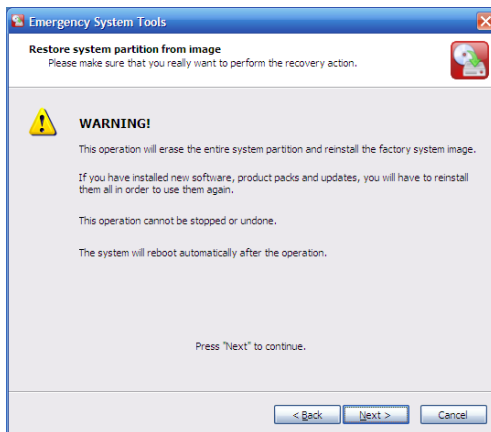 Emergency System Tools
Restore system partition from image
Please make sure that you really want to perform the recovery action.
WARNING!
This operation will erase the entire system partition and reinstall the factory system image.
If you have installed new software, product packs and updates, you will have to reinstall
them all in order to use them again.
This operation cannot be stopped or undone.
The system will reboot automatically after the operation.
Press "Next" to continue.
< Back Next > Cancel